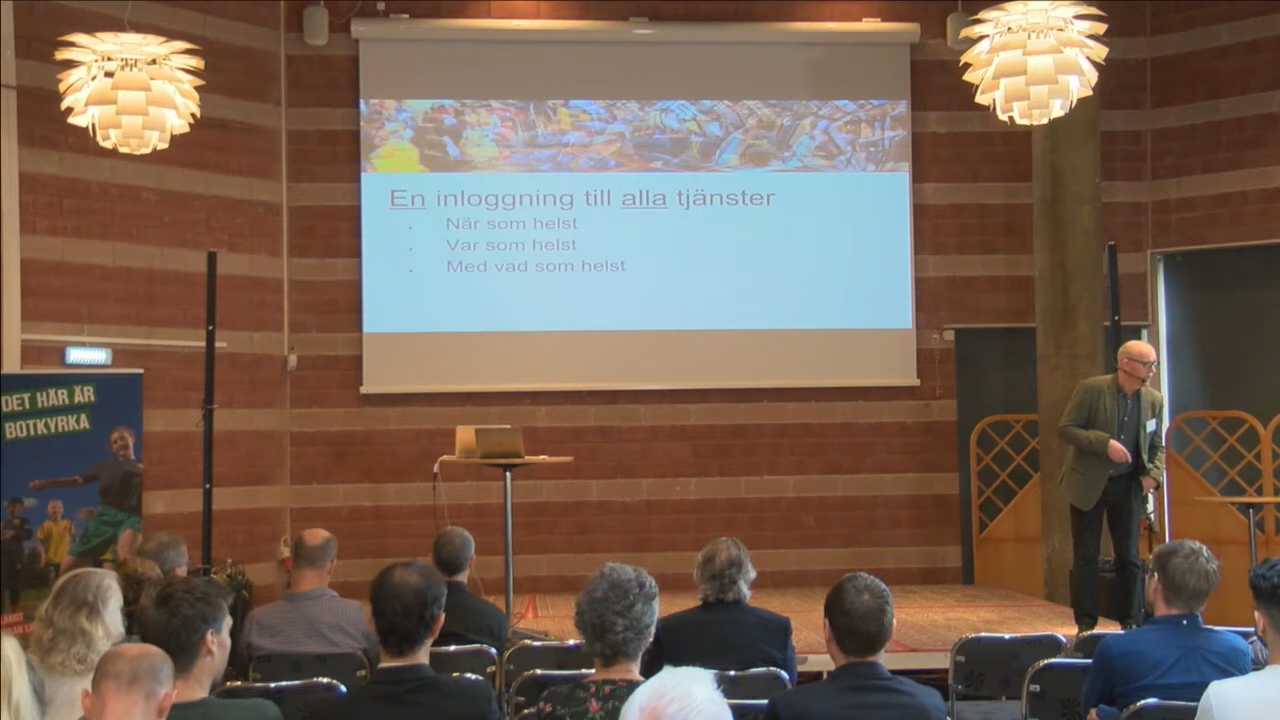 En inloggning till alla tjänster
När som helst
Var som helst
Med vad som helst
DET HÄR ÄR
BOTKYRKA
LÅNGT